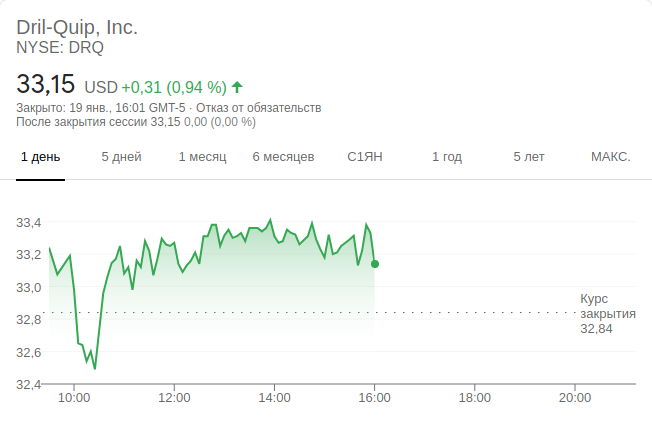 Dril-Quip, Inc.
NYSE: DRQ
33,15 USD +0,31 (0,94 %)
Закрыто: 19 янв., 16:01 GMT-5 · Отказ от обязательств
После закрытия сессии 33,15 0,00 (0,00 %)
1 день 5 дней 1 месяц 6 месяцев С1ЯН 1 год 5 лет МАКС.
33,4
33,2
33,0
32,8
32,6
32,4
Курс
закрытия
32,84
10:00 12:00 14:00 16:00 18:00 20:00